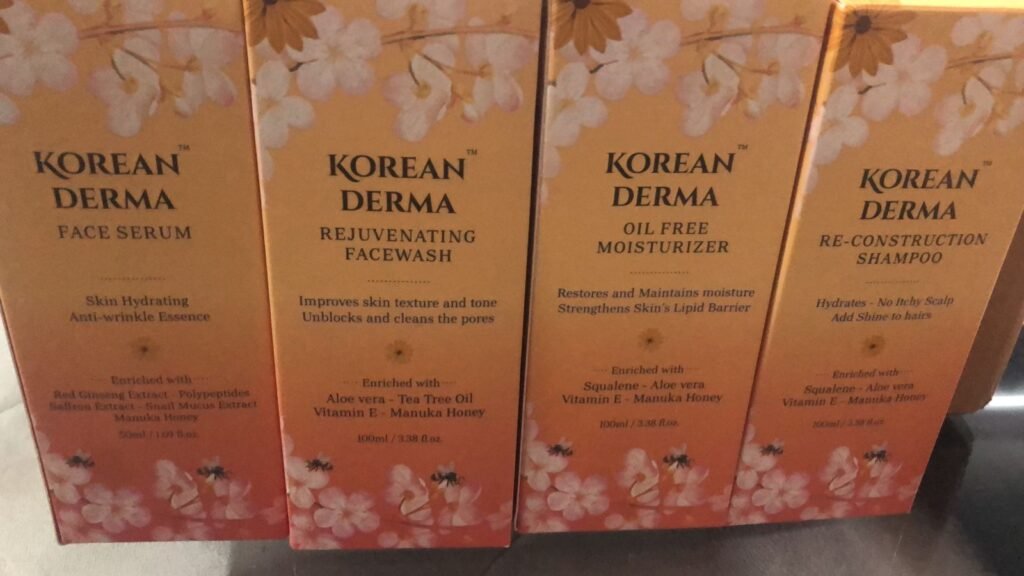 KOREAN™
DERMA
FACE SERUM
Skin Hydrating
Anti-wrinkle Essence
Enriched with
Red Ginseng Extract - Polypeptides
Saffron Extract - Snail Mucus Extract
Manuka Honey
50ml / 1.69 fl.oz.
KOREAN™
DERMA
REJUVENATING
FACEWASH
Improves skin texture and tone
Unblocks and cleans the pores
Enriched with
Aloe vera - Tea Tree Oil
Vitamin E - Manuka Honey
100ml / 3.38 fl.oz.
KOREAN™
DERMA
OIL FREE
MOISTURIZER
Restores and Maintains moisture
Strengthens Skin's Lipid Barrier
Enriched with
Squalene - Aloe vera
Vitamin E - Manuka Honey
100ml / 3.38 fl.oz.
KOREAN™
DERMA
RE-CONSTRUCTION
SHAMPOO
Hydrates - No Itchy Scalp
Add Shine to hairs
Enriched with
Squalene - Aloe vera
Vitamin E - Manuka Honey
100ml / 3.38 fl.oz.